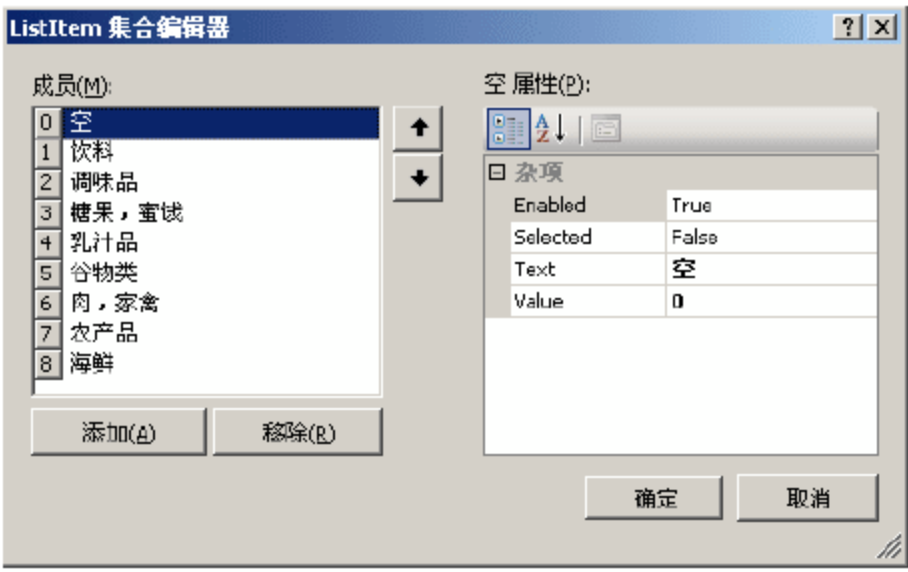 ListItem 集合编辑器
成员(M):
0 空
1 饮料
2 调味品
3 糖果，蜜饯
4 乳汁品
5 谷物类
6 肉，家禽
7 农产品
8 海鲜
添加(A) 移除(R)
空 属性(P):
杂项
Enabled True
Selected False
Text 空
Value 0
确定 取消